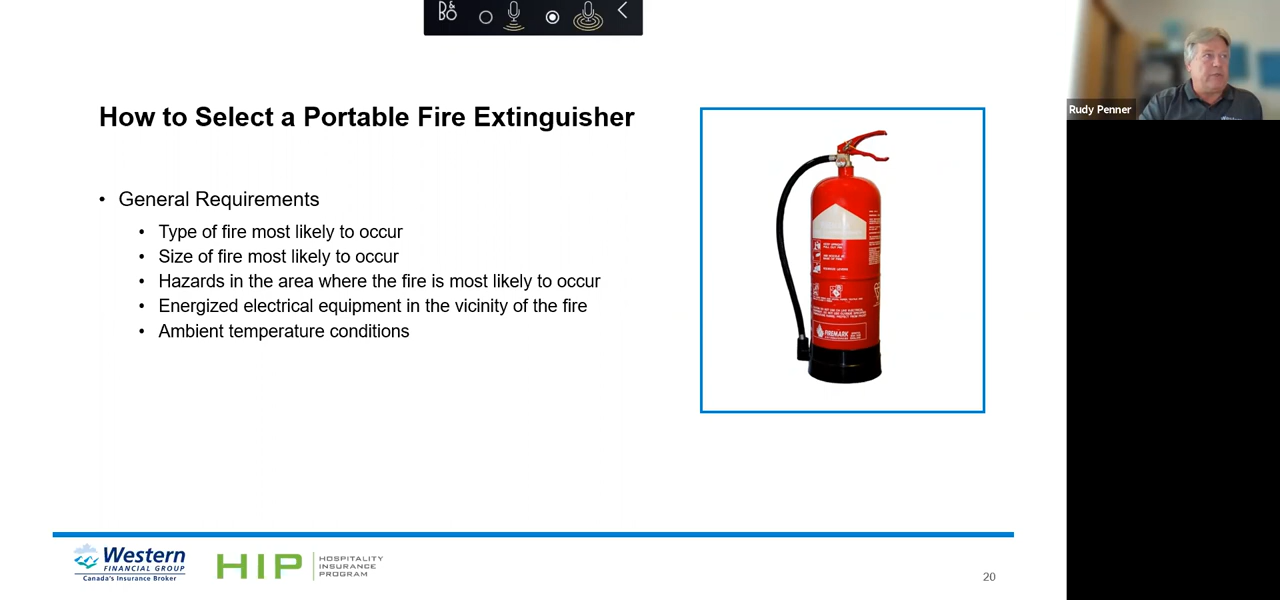 B&O
Rudy Penner
How to Select a Portable Fire Extinguisher
• General Requirements
• Type of fire most likely to occur
• Size of fire most likely to occur
• Hazards in the area where the fire is most likely to occur
• Energized electrical equipment in the vicinity of the fire
• Ambient temperature conditions
FIREMARK
Western
FINANCIAL GROUP
Canada's Insurance Broker
HIP
HOSPITALITY
INSURANCE
PROGRAM
20